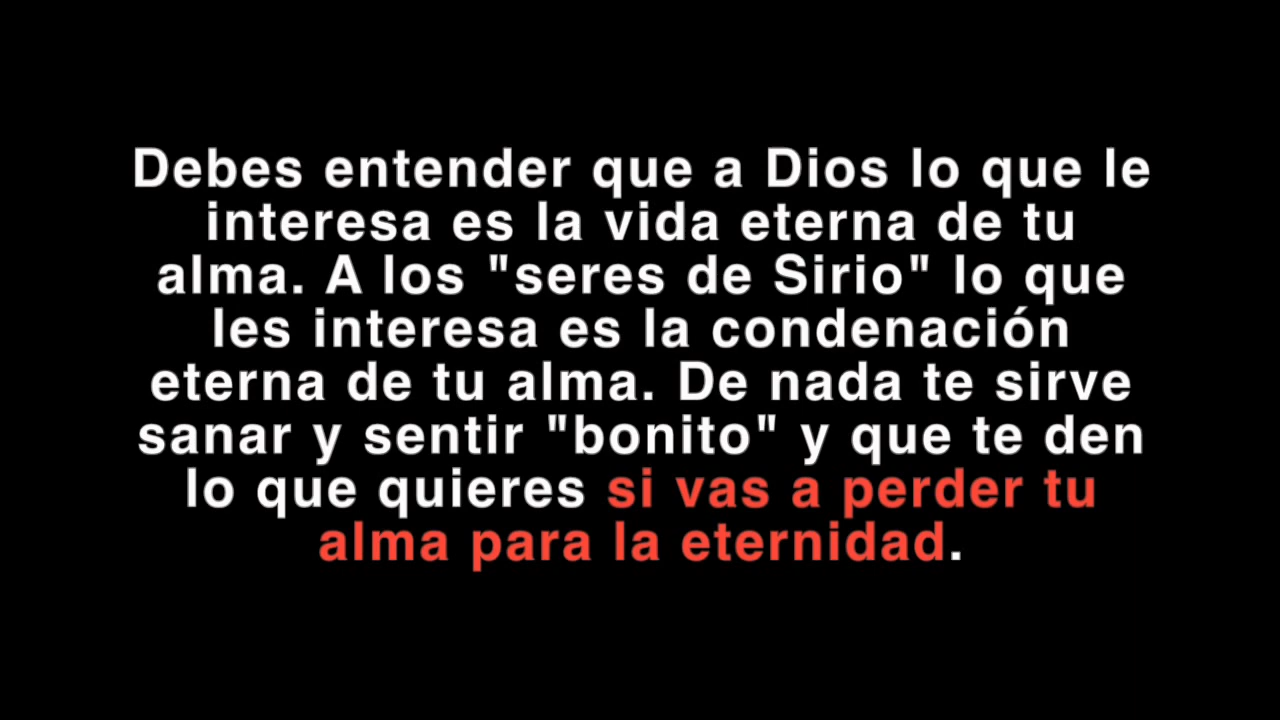 Debes entender que a Dios lo que le
interesa es la vida eterna de tu
alma. A los "seres de Sirio" lo que
les interesa es la condenación
eterna de tu alma. De nada te sirve
sanar y sentir "bonito" y que te den
lo que quieres si vas a perder tu
alma para la eternidad.